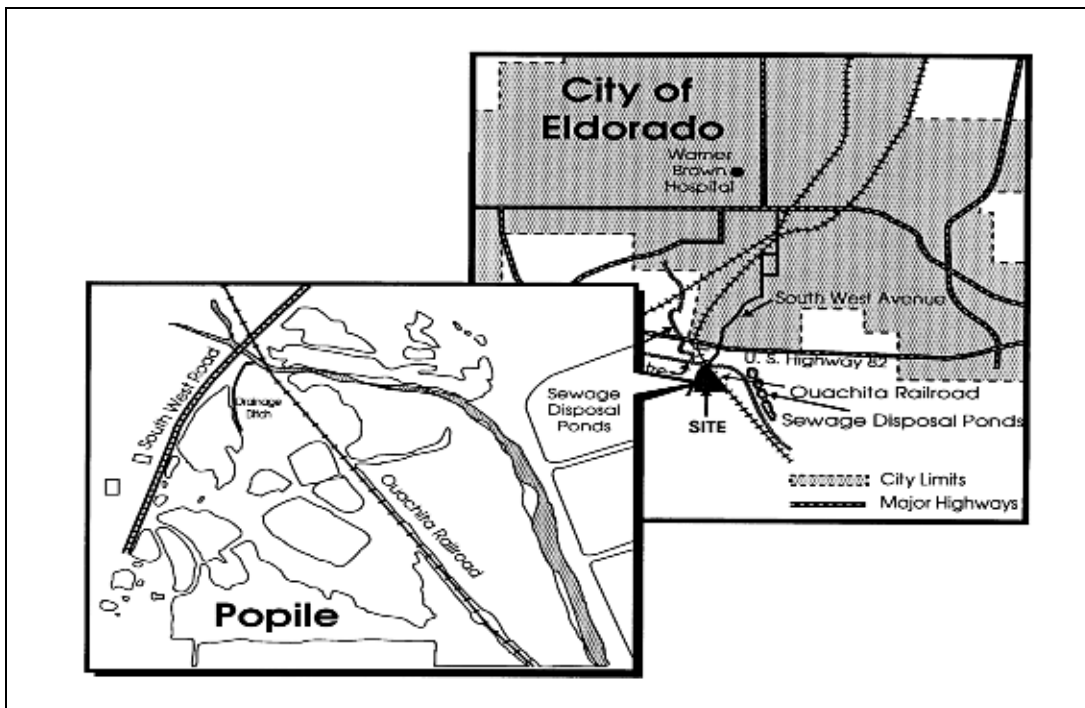 City of
Eldorado
Warner
Brown
Hospital
South West Avenue
U. S. Highway 82
Ouachita Railroad
Sewage Disposal Ponds
SITE
City Limits
Major Highways
South West Road
Drainage
Ditch
Sewage
Disposal
Ponds
Ouachita Railroad
Popile